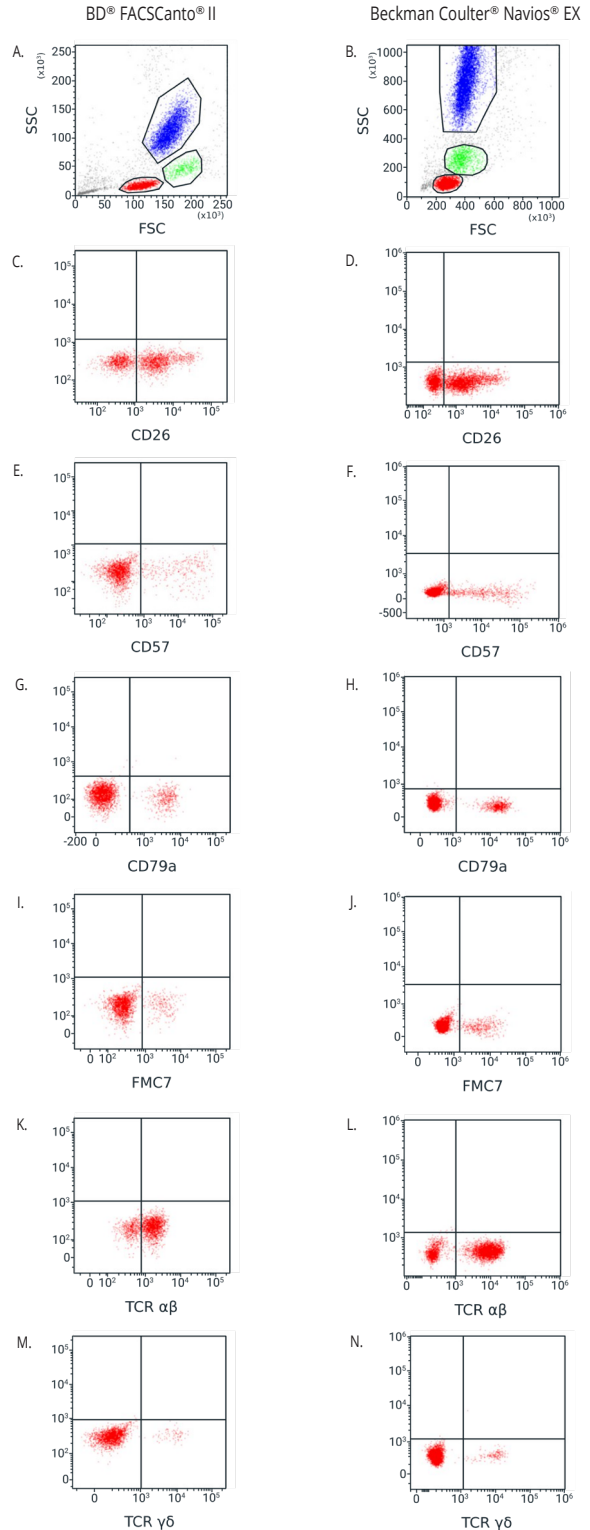 BD® FACSCanto® II
Beckman Coulter® Navios® EX
A.
250
200
150
100
50
0
(x10³)
SSC
0 50 100 150 200 250
(x10³)
FSC
B.
1000
800
600
400
200
0
(x10³)
SSC
0 200 400 600 800 1000
(x10³)
FSC
C.
10⁵
10⁴
10³
10²
10² 10³ 10⁴ 10⁵
CD26
D.
10⁶
10⁵
10⁴
10³
0 10² 10³ 10⁴ 10⁵ 10⁶
CD26
E.
10⁵
10⁴
10³
10²
10² 10³ 10⁴ 10⁵
CD57
F.
10⁶
10⁵
10⁴
10³
0
-500
10³ 10⁴ 10⁵ 10⁶
CD57
G.
10⁵
10⁴
10³
10²
0
-200 0 10³ 10⁴ 10⁵
CD79a
H.
10⁶
10⁵
10⁴
10³
0
0 10³ 10⁴ 10⁵ 10⁶
CD79a
I.
10⁵
10⁴
10³
10²
0
0 10² 10³ 10⁴ 10⁵
FMC7
J.
10⁶
10⁵
10⁴
10³
0
0 10³ 10⁴ 10⁵ 10⁶
FMC7
K.
10⁵
10⁴
10³
10²
0
0 10² 10³ 10⁴ 10⁵
TCR αβ
L.
10⁶
10⁵
10⁴
10³
0 10³ 10⁴ 10⁵ 10⁶
TCR αβ
M.
10⁵
10⁴
10³
10²
0
0 10³ 10⁴ 10⁵
TCR γδ
N.
10⁶
10⁵
10⁴
10³
0
0 10³ 10⁴ 10⁵ 10⁶
TCR γδ